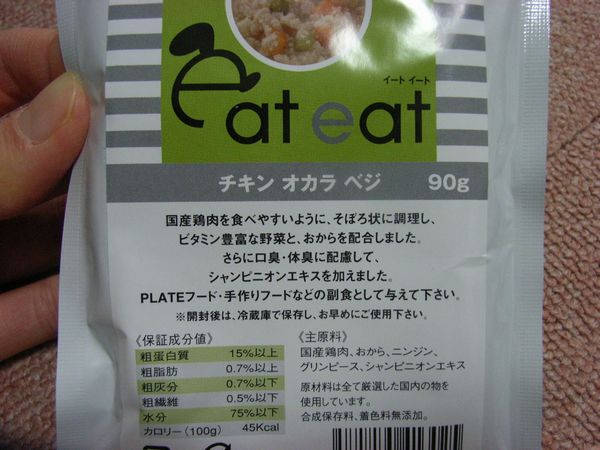 イート イート
eat eat
チキン オカラ ベジ 90g
国産鶏肉を食べやすいように、そぼろ状に調理し、
ビタミン豊富な野菜と、おからを配合しました。
さらに口臭・体臭に配慮して、
シャンピニオンエキスを加えました。
PLATEフード・手作りフードなどの副食として与えて下さい。
※開封後は、冷蔵庫で保存し、お早めにご使用下さい。
《保証成分値》
粗蛋白質 15%以上
粗脂肪 0.7%以上
粗灰分 0.7%以下
粗繊維 0.5%以下
水分 75%以下
カロリー(100g) 45Kcal
《主原料》
国産鶏肉、おから、ニンジン、
グリンピース、シャンピニオンエキス
原材料は全て厳選した国内の物を
使用しています。
合成保存料、着色料無添加。